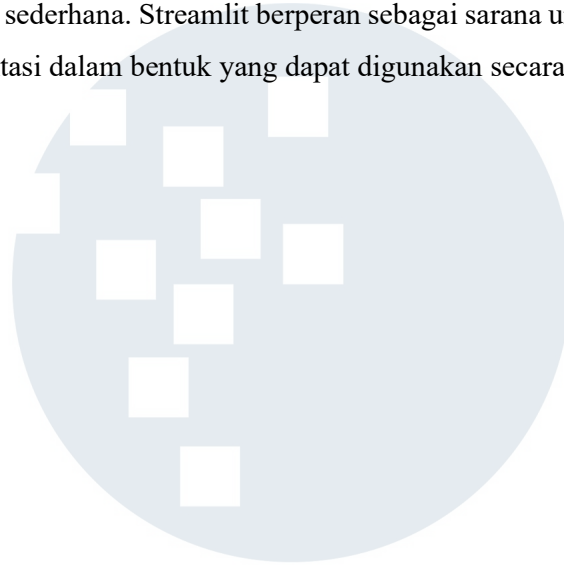 sederhana. Streamlit berperan sebagai sarana
tasi dalam bentuk yang dapat digunakan secara